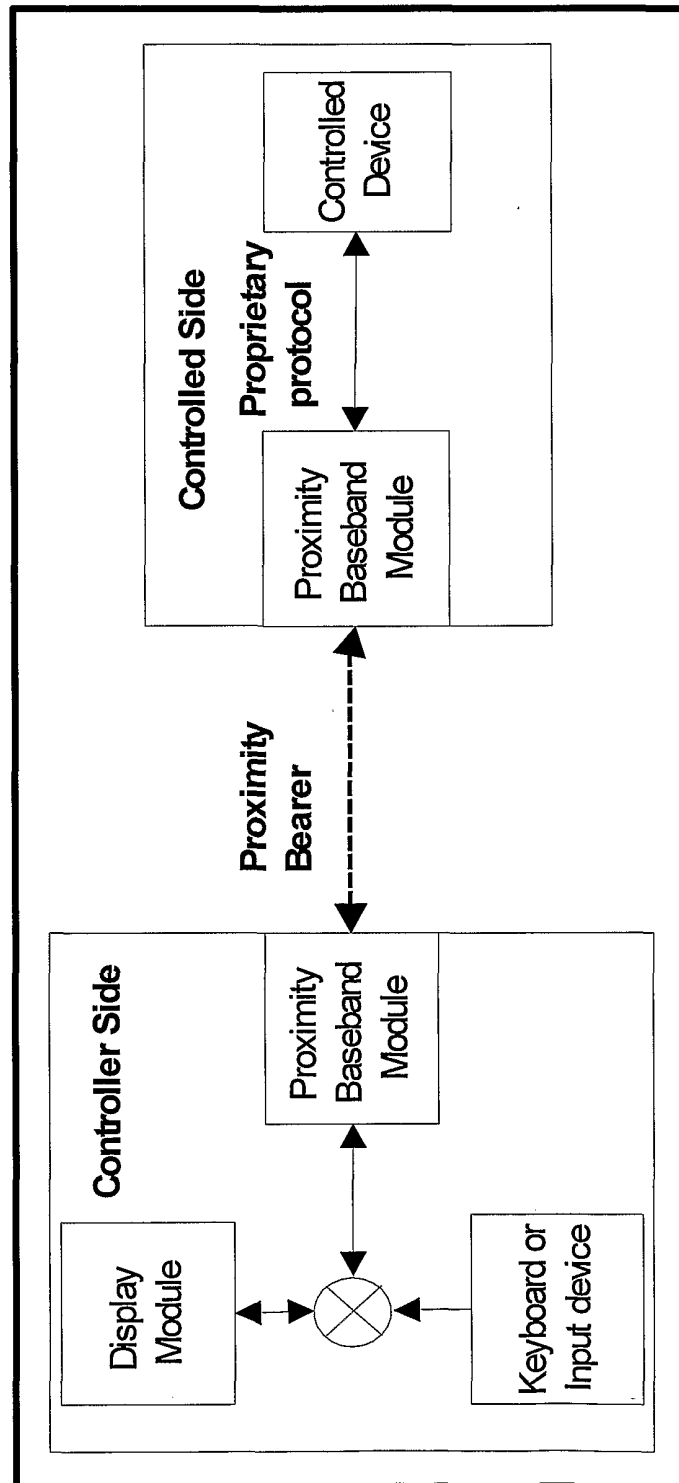 Controller Side
Display
Module
Keyboard or
Input device
Proximity
Baseband
Module
Proximity
Bearer
Controlled Side
Proximity
Baseband
Module
Proprietary
protocol
Controlled
Device